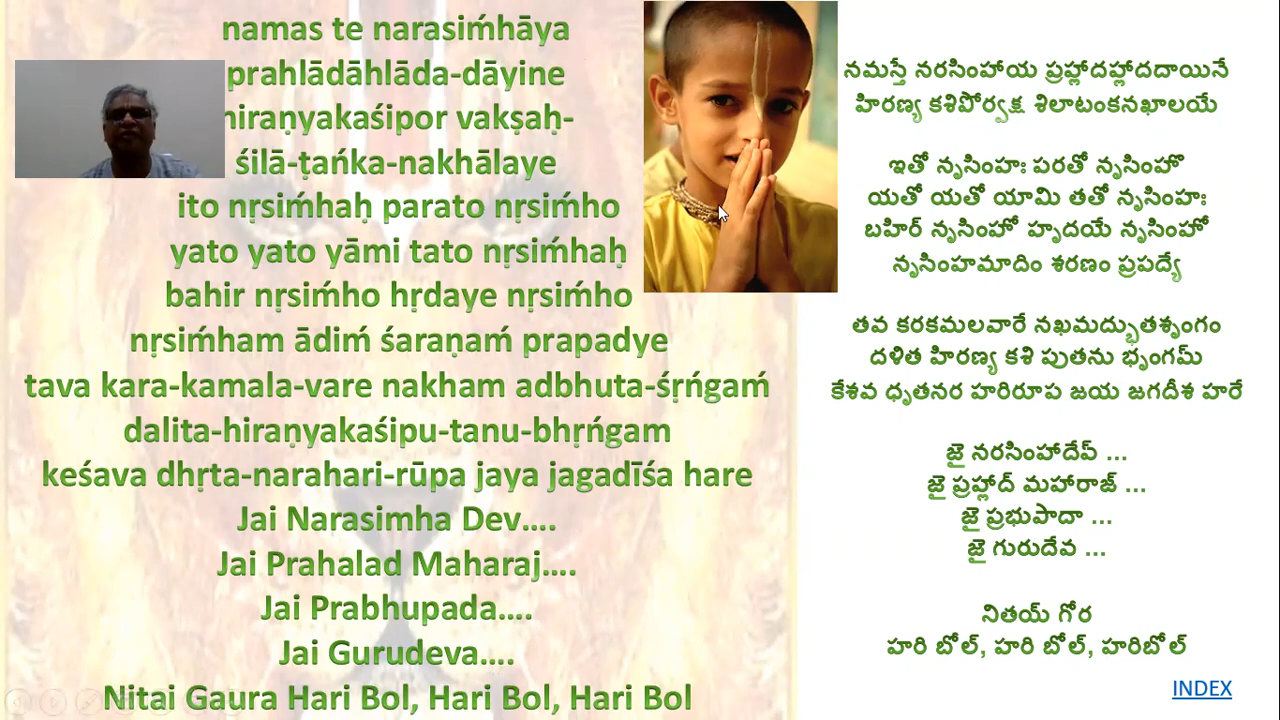 namas te narasiḿhāya
prahlādāhlāda-dāyine
hiraṇyakaśipor vakṣaḥ-
śilā-ṭańka-nakhālaye
ito nṛsiḿhaḥ parato nṛsiḿho
yato yato yāmi tato nṛsiḿhaḥ
bahir nṛsiḿho hṛdaye nṛsiḿho
nṛsiḿham ādiḿ śaraṇaḿ prapadye
tava kara-kamala-vare nakham adbhuta-śṛńgaḿ
dalita-hiraṇyakaśipu-tanu-bhṛńgam
keśava dhṛta-narahari-rūpa jaya jagadīśa hare
Jai Narasimha Dev....
Jai Prahalad Maharaj....
Jai Prabhupada....
Jai Gurudeva....
Nitai Gaura Hari Bol, Hari Bol, Hari Bol
నమస్తే నరసింహాయ ప్రహ్లాదహ్లాదదాయినే
హిరణ్య కశిపోర్వక్ష శిలాటంకనఖాలయే
ఇతో నృసింహః పరతో నృసింహొ
యతో యతో యామి తతో నృసింహః
బహిర్ నృసింహో హృదయే నృసింహో
నృసింహమాదిం శరణం ప్రపద్యే
తవ కరకమలవారే నఖమద్భుతశృంగం
దళిత హిరణ్య కశి పుతను భృంగమ్
కేశవ ధృతనర హరిరూప జయ జగదీశ హరే
జై నరసింహాదేవ్ ...
జై ప్రహ్లాద్ మహారాజ్ ...
జై ప్రభుపాదా ...
జై గురుదేవ ...
నితయ్ గోర
హరి బోల్, హరి బోల్, హరిబోల్
INDEX